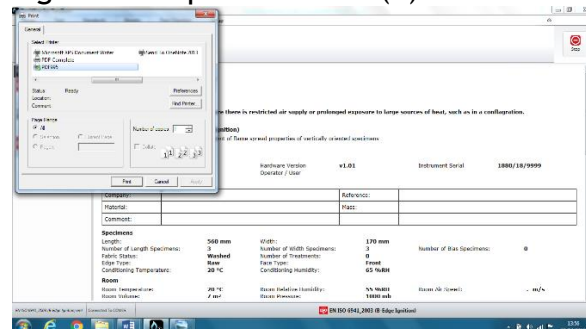 Print
General
Select Printer
Microsoft XPS Document Writer
Send To OneNote 2013
PDF Complete
PDF995
Status: Ready
Preferences
Location:
Comment:
Find Printer...
Page Range
All
Selection
Pages:
Number of copies:
Collate
Print
Cancel
Apply
Stop
re there is restricted air supply or prolonged exposure to large sources of heat, such as in a conflagration.
nition)
of flame spread properties of vertically oriented specimens
Hardware Version v1.01 Instrument Serial 1880/18/9999
Operator / User
Company: Reference:
Material: Mass:
Comment:
Specimens
Length: 560 mm Width: 170 mm
Number of Length Specimens: 3 Number of Width Specimens: 3 Number of Bias Specimens: 0
Fabric Status: Washed Number of Treatments: 0
Edge Type: Raw Face Type: Front
Conditioning Temperature: 20 °C Conditioning Humidity: 65 %RH
Room
Room Temperature: 20 °C Room Relative Humidity: 55 %RH Room Air Speed: - m/s
Room Volume: Room Pressure: 1000 mb
EN ISO 6941_2003 (B Edge Ignition)